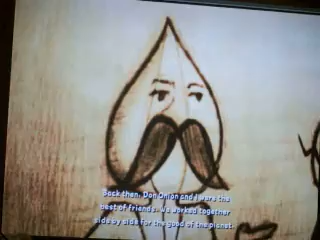 Back then, Don Onion and I were the
best of friends. We worked together
side by side for the good of the planet.